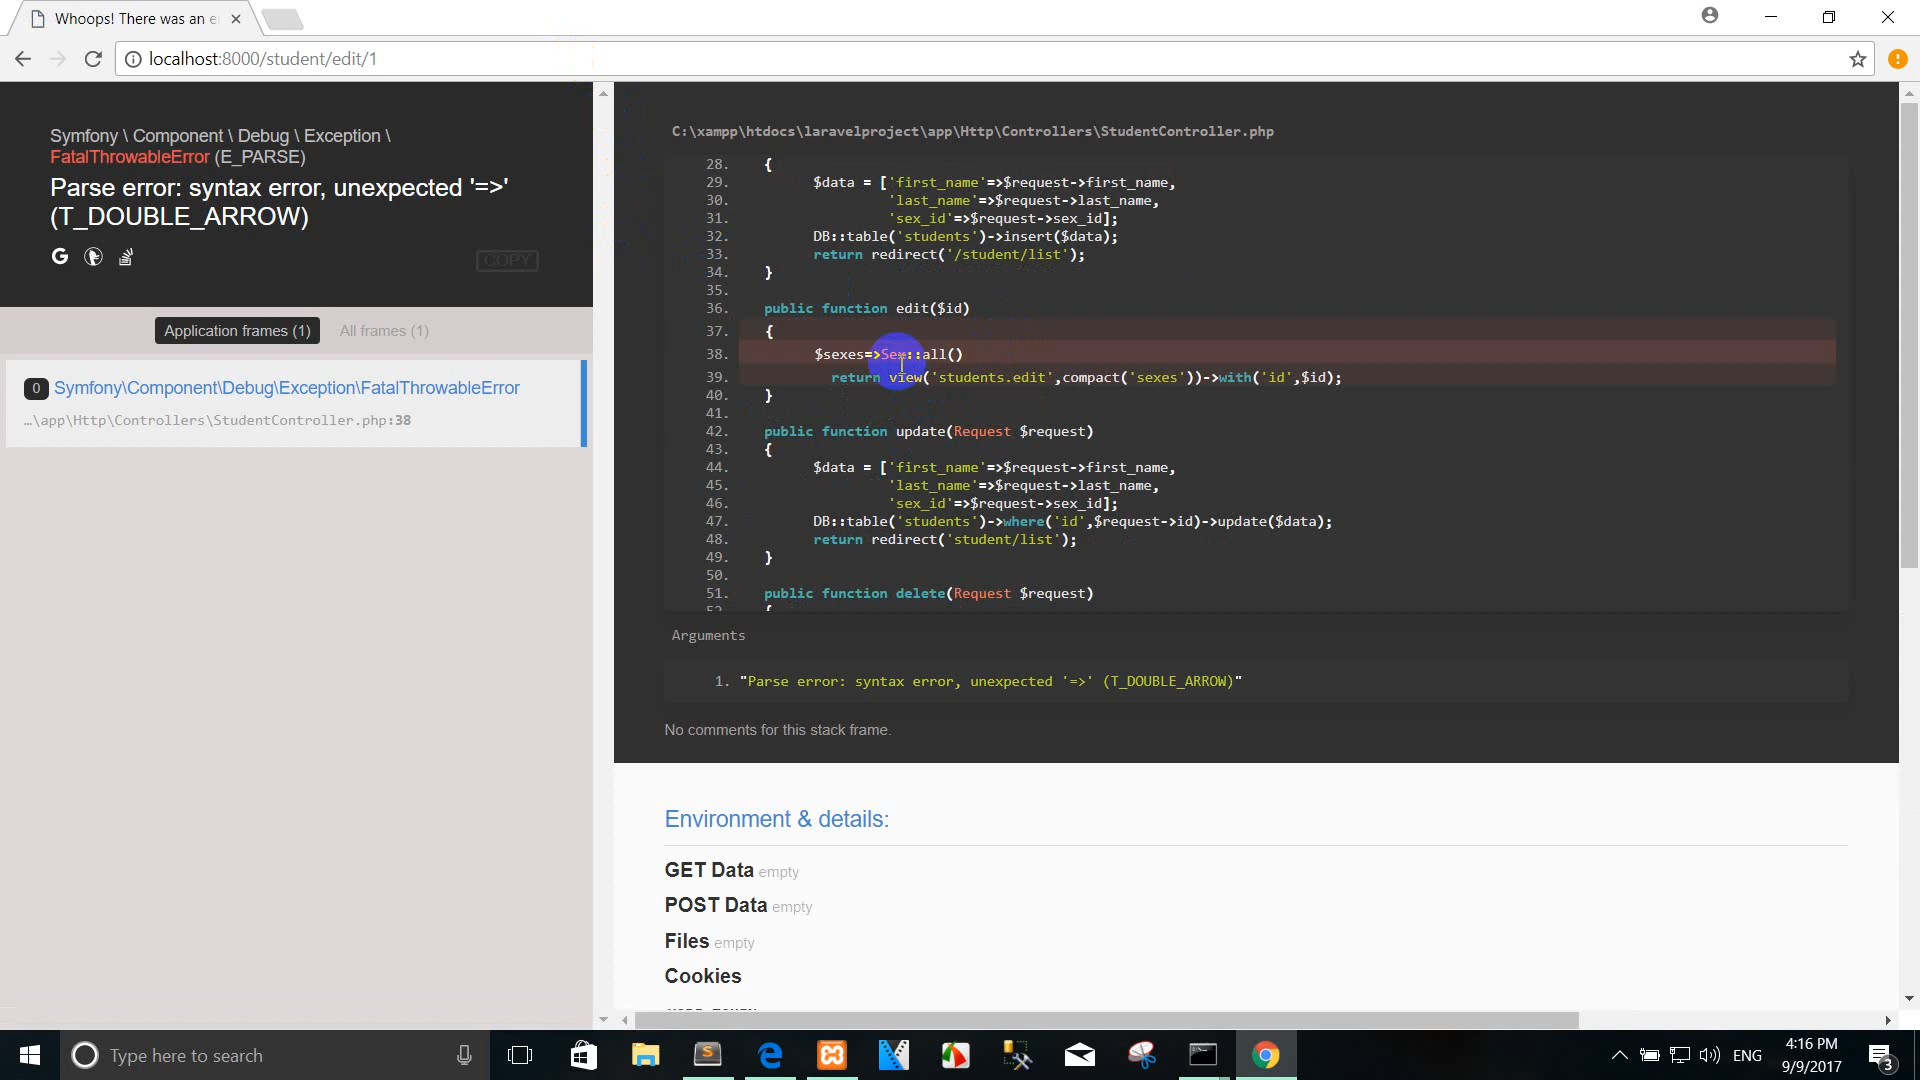 Whoops! There was an e
localhost:8000/student/edit/1
Symfony \ Component \ Debug \ Exception \
FatalThrowableError (E_PARSE)
Parse error: syntax error, unexpected '=>'
(T_DOUBLE_ARROW)
COPY
Application frames (1)
All frames (1)
0 Symfony\Component\Debug\Exception\FatalThrowableError
…\app\Http\Controllers\StudentController.php:38
C:\xampp\htdocs\laravelproject\app\Http\Controllers\StudentController.php
28. {
29. $data = ['first_name'=>$request->first_name,
30. 'last_name'=>$request->last_name,
31. 'sex_id'=>$request->sex_id];
32. DB::table('students')->insert($data);
33. return redirect('/student/list');
34. }
35.
36. public function edit($id)
37. {
38. $sexes=>Sex::all()
39. return view('students.edit',compact('sexes'))->with('id',$id);
40. }
41.
42. public function update(Request $request)
43. {
44. $data = ['first_name'=>$request->first_name,
45. 'last_name'=>$request->last_name,
46. 'sex_id'=>$request->sex_id];
47. DB::table('students')->where('id',$request->id)->update($data);
48. return redirect('student/list');
49. }
50.
51. public function delete(Request $request)
52. {
Arguments
1. "Parse error: syntax error, unexpected '=>' (T_DOUBLE_ARROW)"
No comments for this stack frame.
Environment & details:
GET Data empty
POST Data empty
Files empty
Cookies
Type here to search
ENG
4:16 PM
9/9/2017
3